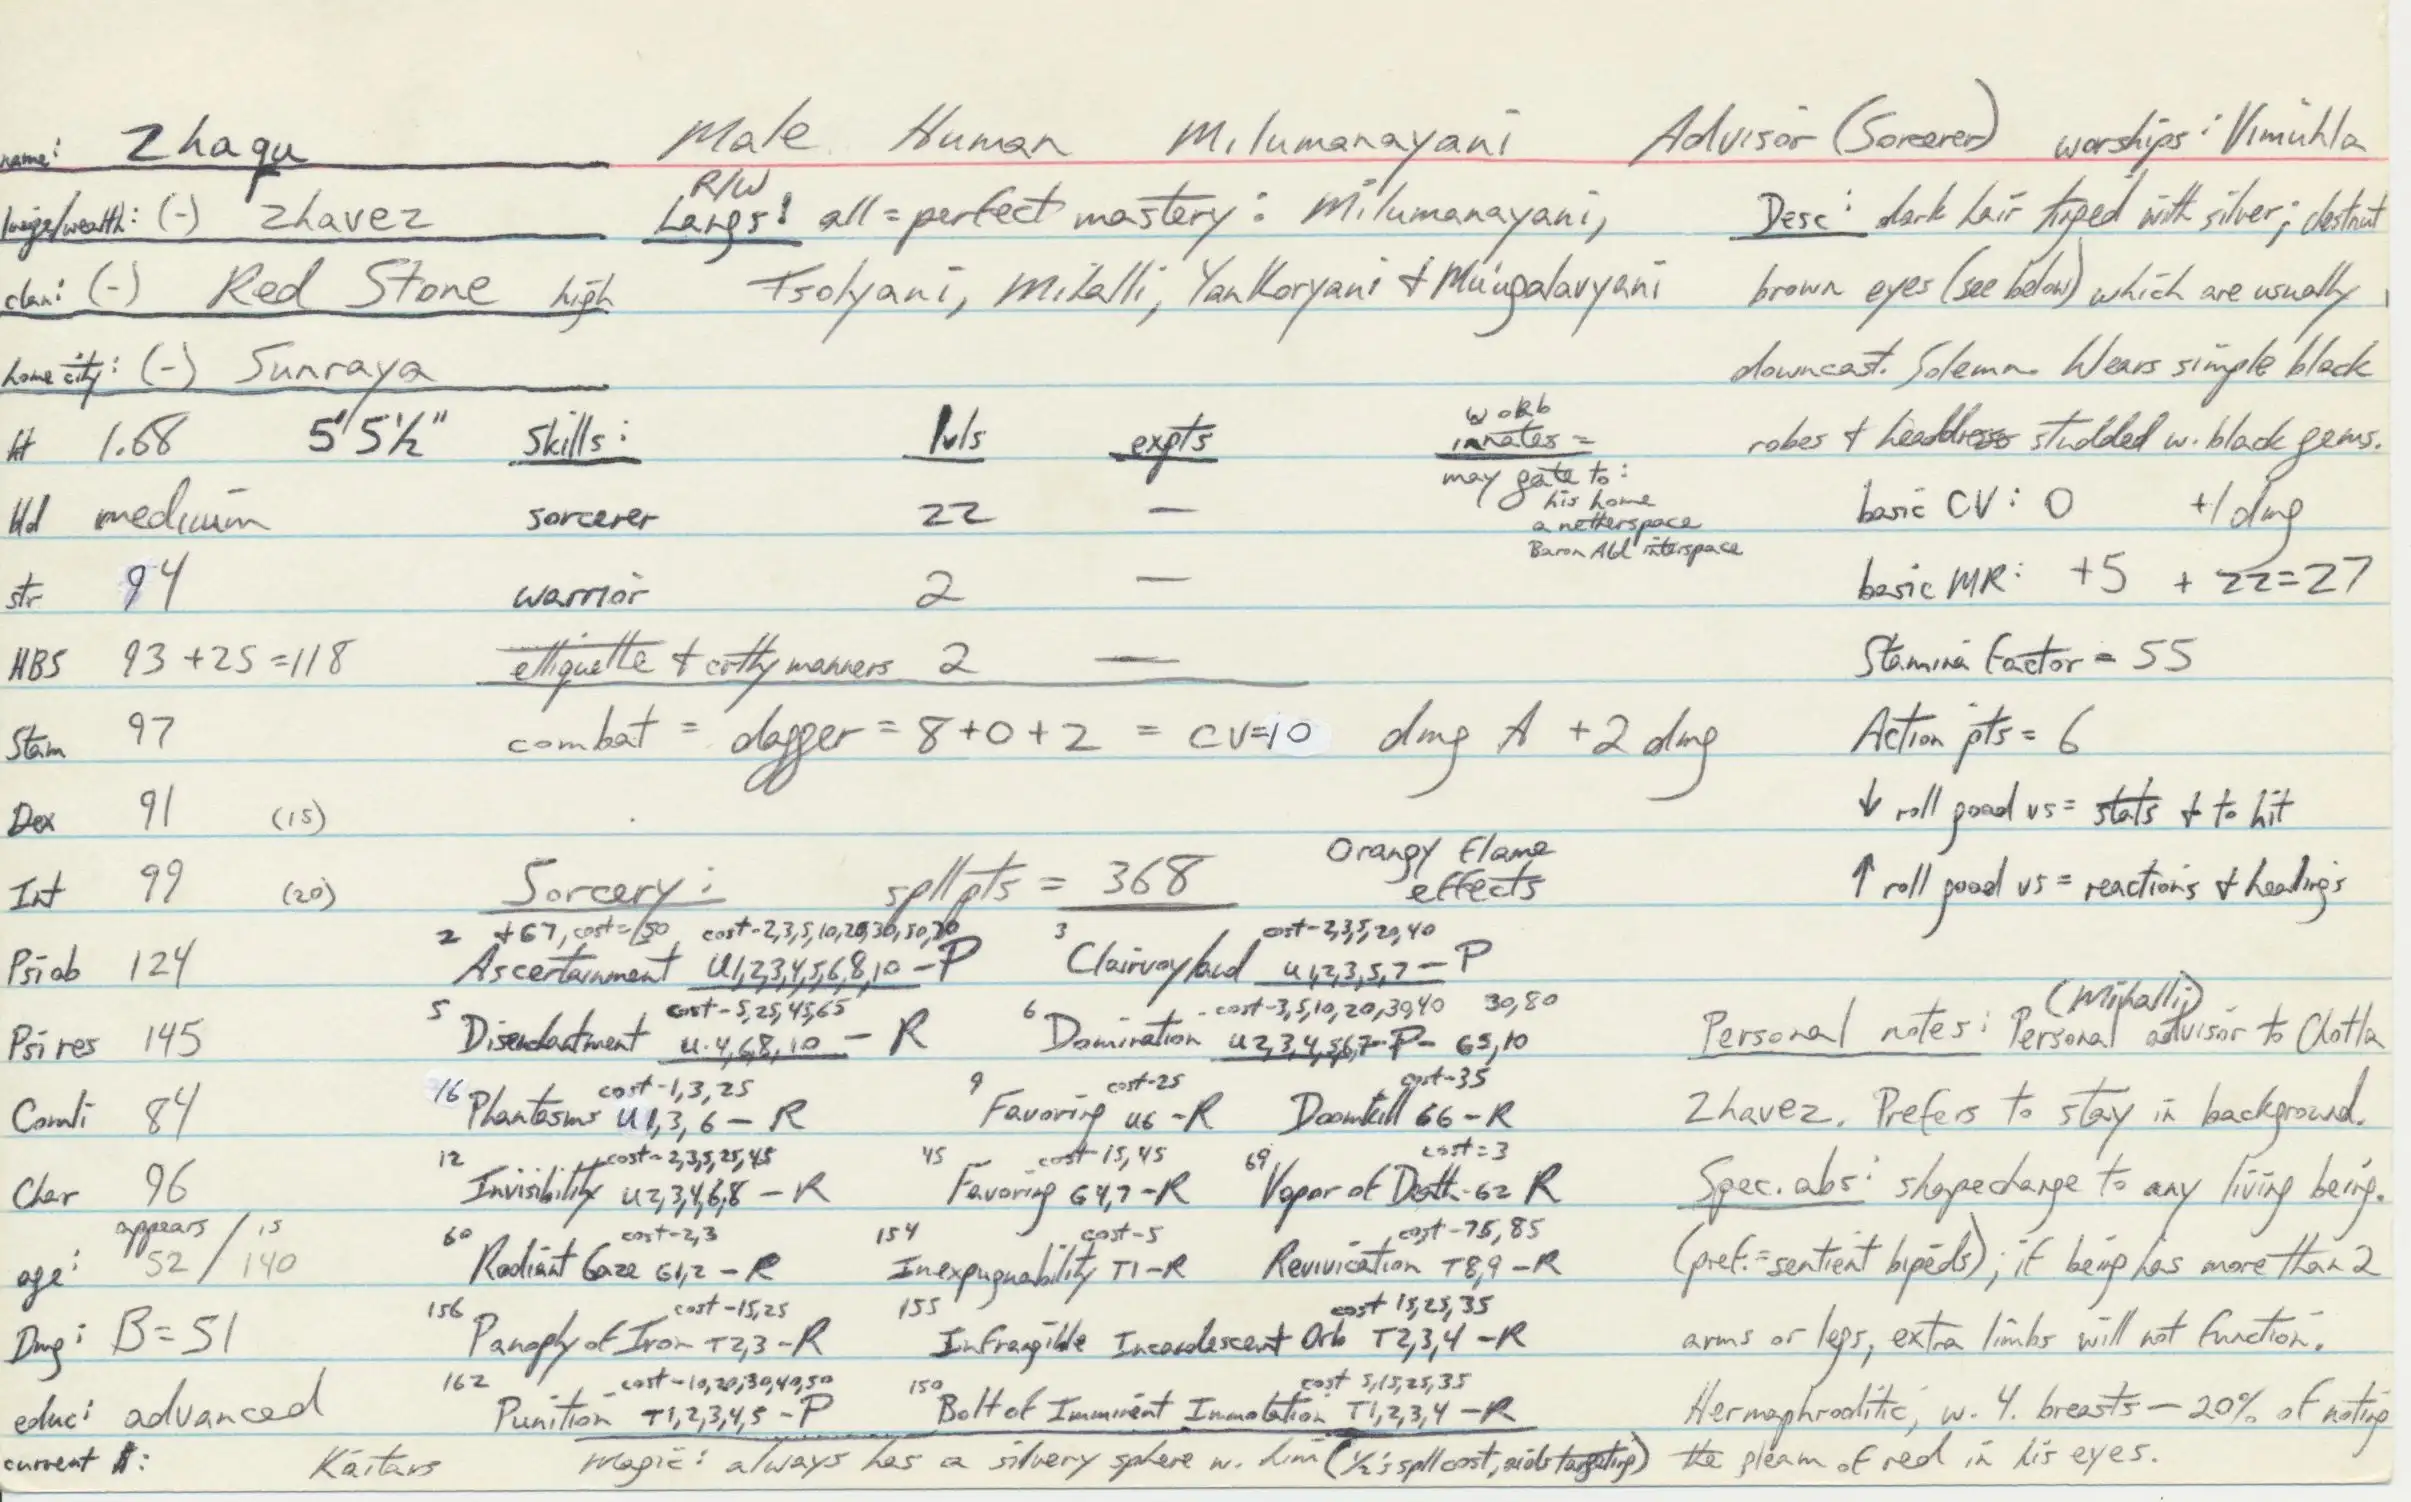 name: Zhaqu Male Human Milumanayani Advisor (Sorcerer) worships: Vimuhla
lineage/wealth: (-) Zhavez R/W Langs! all = perfect mastery: Milumanayani, Desc: dark hair tipped with silver; chestnut
clan: (-) Red Stone high Tsolyani, Mihalli, YanKoryani + Mu'ugalavyani brown eyes (see below) which are usually
home city: (-) Sunraya downcast. Solemn. Wears simple black
Ht 1.68 5' 5½" Skills: lvls expts w orb innates = robes + headdress studded w. black gems.
may gate to:
his home
a netherspace
Baron Ald interspace
Bld medium sorcerer 22 — basic CV: 0 +1 dmg
str 94 warrior 2 — basic MR: +5 + 22=27
HBS 93 +25 =118 ettiquette + crtly manners 2 — Stamina factor = 55
Stam 97 combat = dagger = 8+0+2 = CV=10 dmg A +2 dmg Action pts = 6
Dex 91 (15) ↓ roll good vs = stats + to hit
Int 99 (20) Sorcery: spll pts = 368 Orangy flame effects ↑ roll good vs = reactions + healings
2 +67, cost=/50 cost-2,3,5,10,20,30,50,70 3 cost-2,3,5,20,40
Psi ab 124 Ascertainment U1,2,3,4,5,6,8,10 -P Clairvoy/aud U1,2,3,5,7 - P
5 cost-5,25,45,65 6 -cost-3,5,10,20,30,40 30,80
Psi res 145 Disenchantment U.4,6,8,10 - R Domination U2,3,4,5,6,7-P- G5,10 Personal notes: Personal (Mihalli) advisor to Chotla
16 cost-1,3,25 9 cost-25 cost-35
Comli 84 Phantasms U1,3,6 - R Favoring U6 -R Doomkill G6 -R Zhavez. Prefers to stay in background.
12 cost-2,3,5,25,45 45 cost 15,45 69 cost=3
Char 96 Invisibility U2,3,4,6,8 - R Favoring G4,7-R Vapor of Death-G2 R Spec. abs: shapechange to any living being.
60 cost-2,3 154 cost-5 cost-75,85
age: appears 52 / is 140 Radiant Gaze G1,2 - R Inexpugnability T1-R Revivication T8,9 -R (pref.=sentient bipeds); if being has more than 2
156 cost-15,25 155 cost 15,25,35
Dmg: B=51 Panoply of Iron T2,3 -R Infrangible Incandescent Orb T2,3,4 -R arms or legs, extra limbs will not function.
162 -cost-10,20,30,40,50 150 cost 5,15,25,35
educ: advanced Punition T1,2,3,4,5 -P Bolt of Imminent Immolation T1,2,3,4 -R Hermaphroditic, w. 4. breasts — 20% of noting
current $: Kaitars magic: always has a silvery sphere w. him (½'s spll cost, aids targeting) the gleam of red in his eyes.